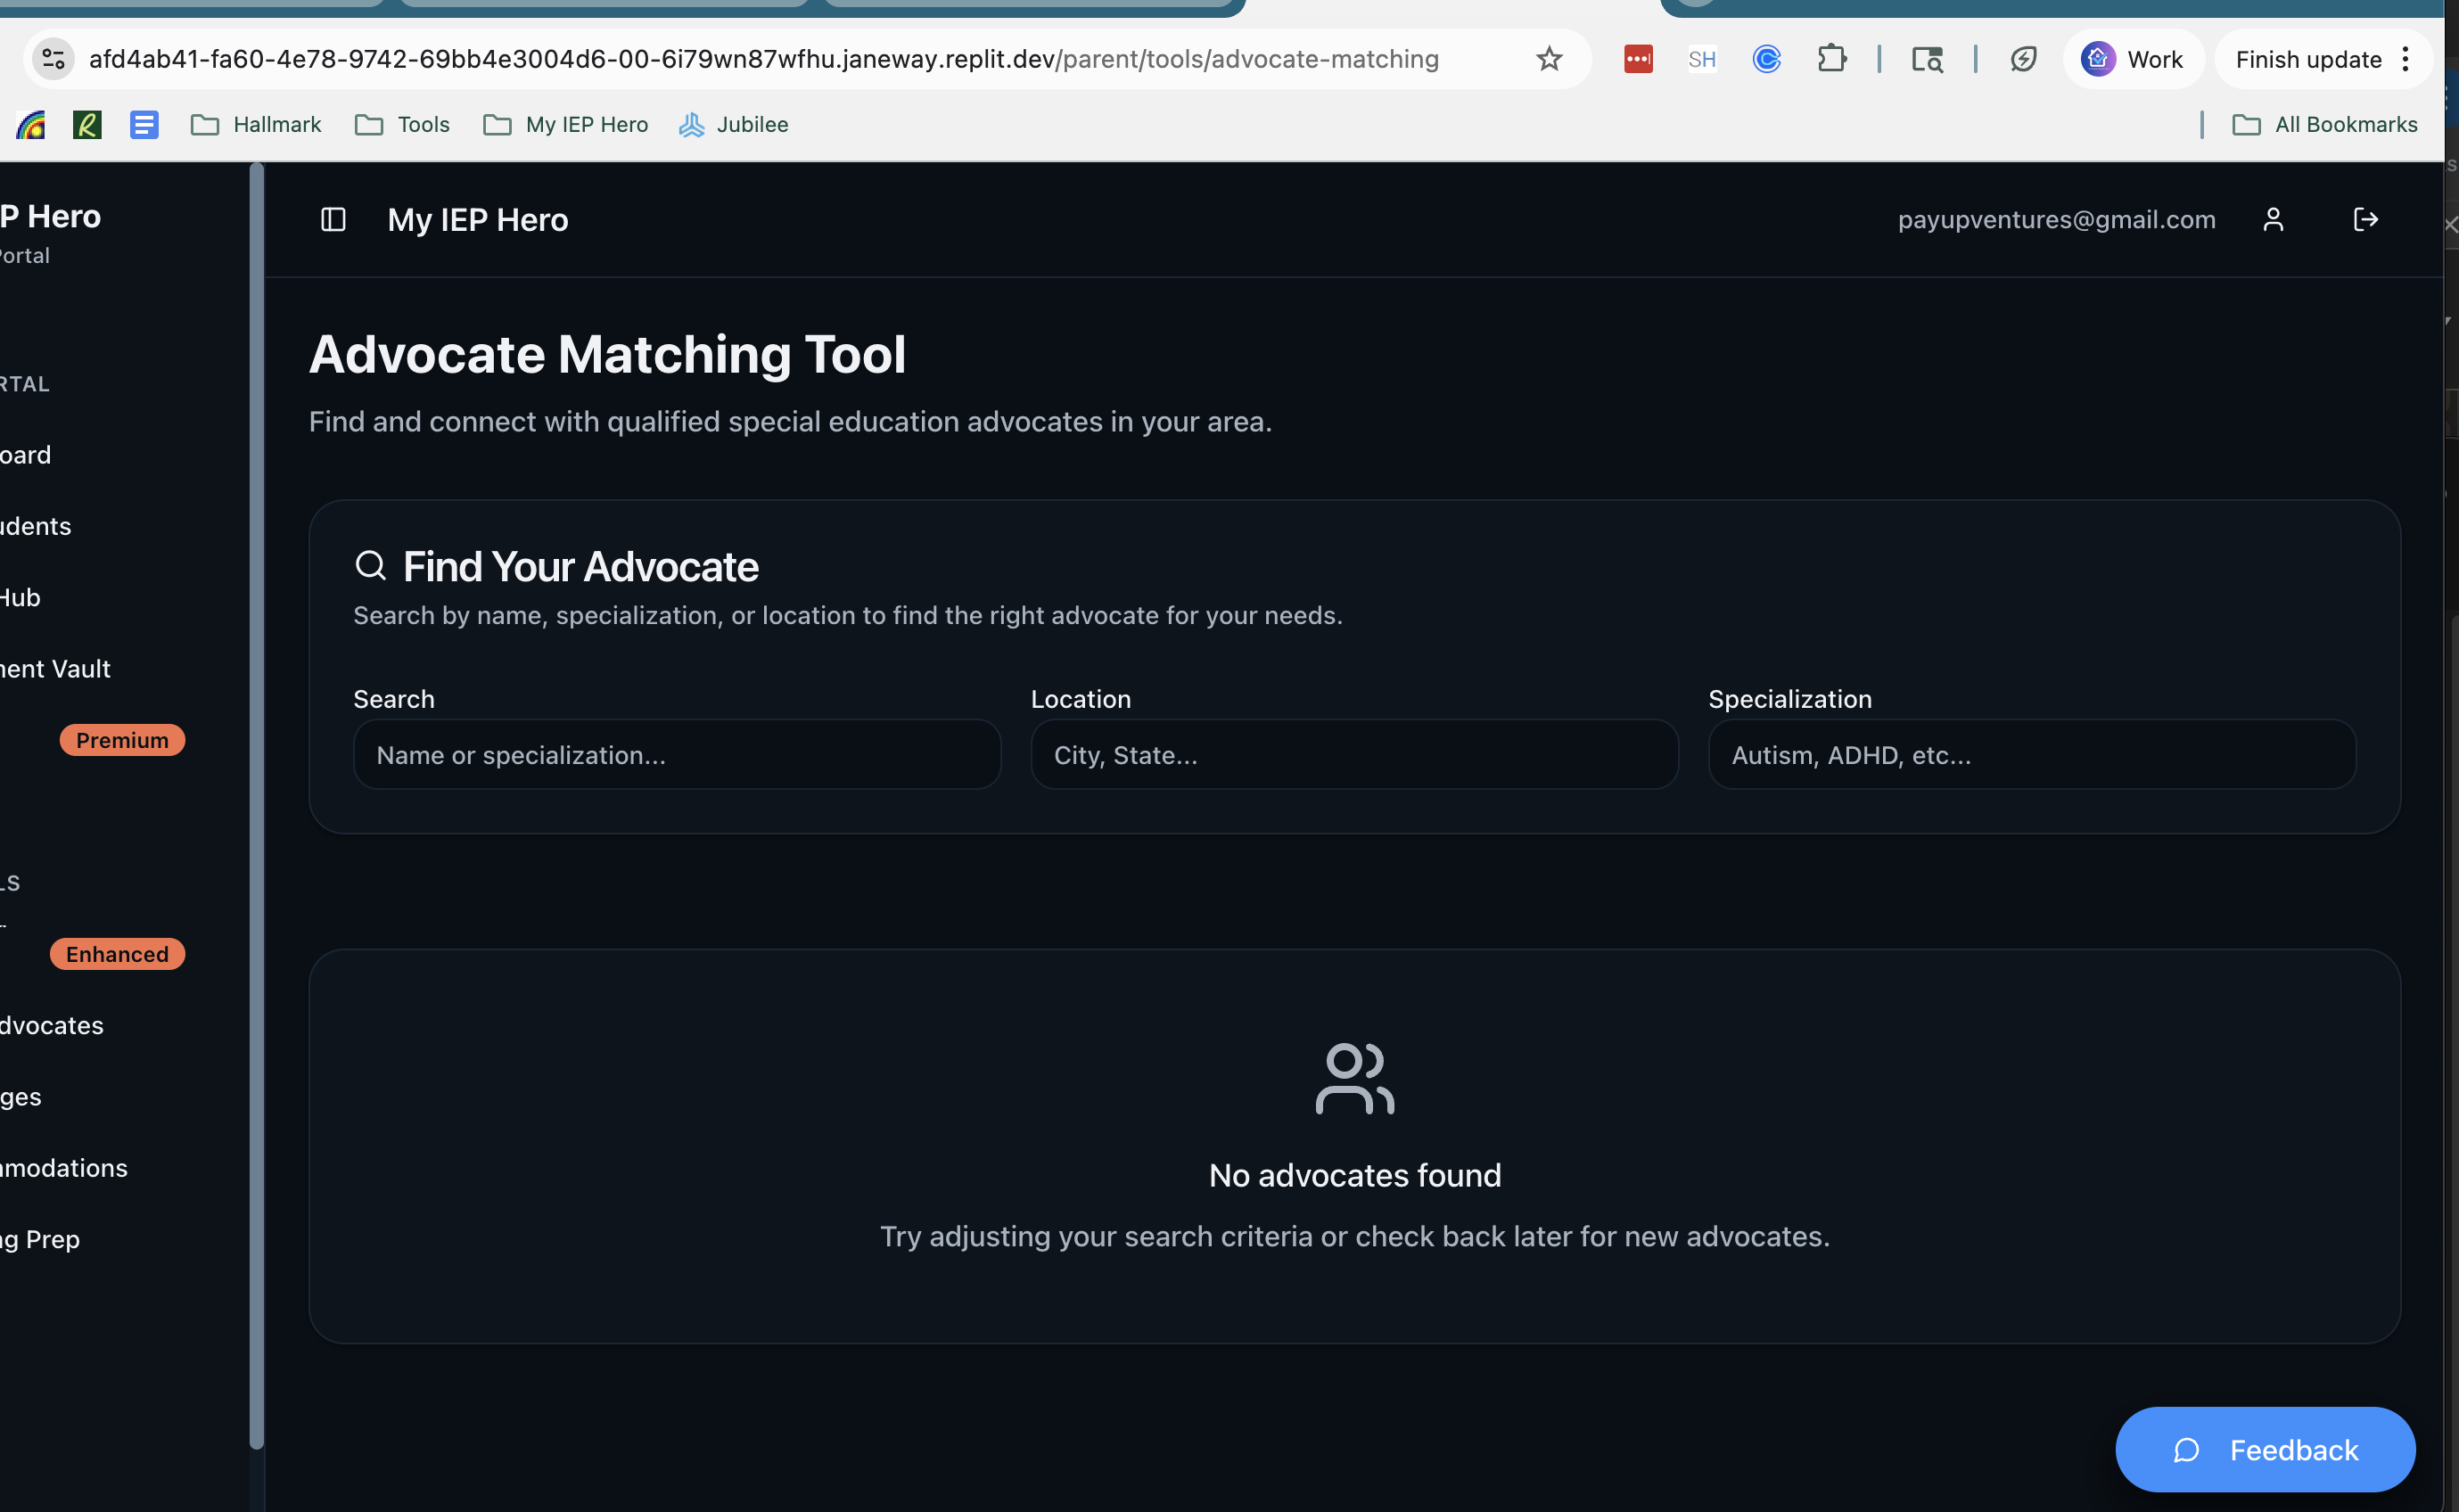 afd4ab41-fa60-4e78-9742-69bb4e3004d6-00-6i79wn87wfhu.janeway.replit.dev/parent/tools/advocate-matching
SH
Work
Finish update
Hallmark
Tools
My IEP Hero
Jubilee
All Bookmarks
P Hero
Portal
RTAL
oard
udents
Hub
ment Vault
Premium
LS
Enhanced
dvocates
ges
mmodations
ng Prep
My IEP Hero
payupventures@gmail.com
Advocate Matching Tool
Find and connect with qualified special education advocates in your area.
Find Your Advocate
Search by name, specialization, or location to find the right advocate for your needs.
Search
Location
Specialization
Name or specialization...
City, State...
Autism, ADHD, etc...
No advocates found
Try adjusting your search criteria or check back later for new advocates.
Feedback